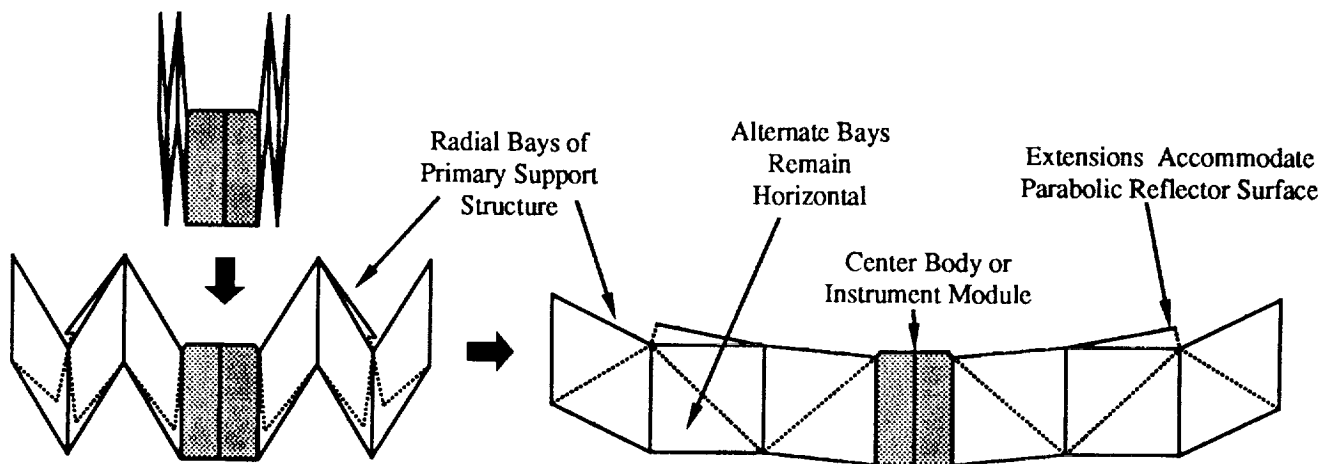 Radial Bays of
Primary Support
Structure
Alternate Bays
Remain
Horizontal
Extensions Accommodate
Parabolic Reflector Surface
Center Body or
Instrument Module